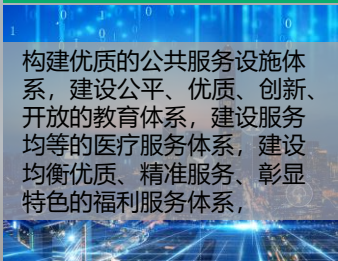 构建优质的公共服务设施体
系，建设公平、优质、创新、
开放的教育体系，建设服务
均等的医疗服务体系，建设
均衡优质、精准服务、彰显
特色的福利服务体系，